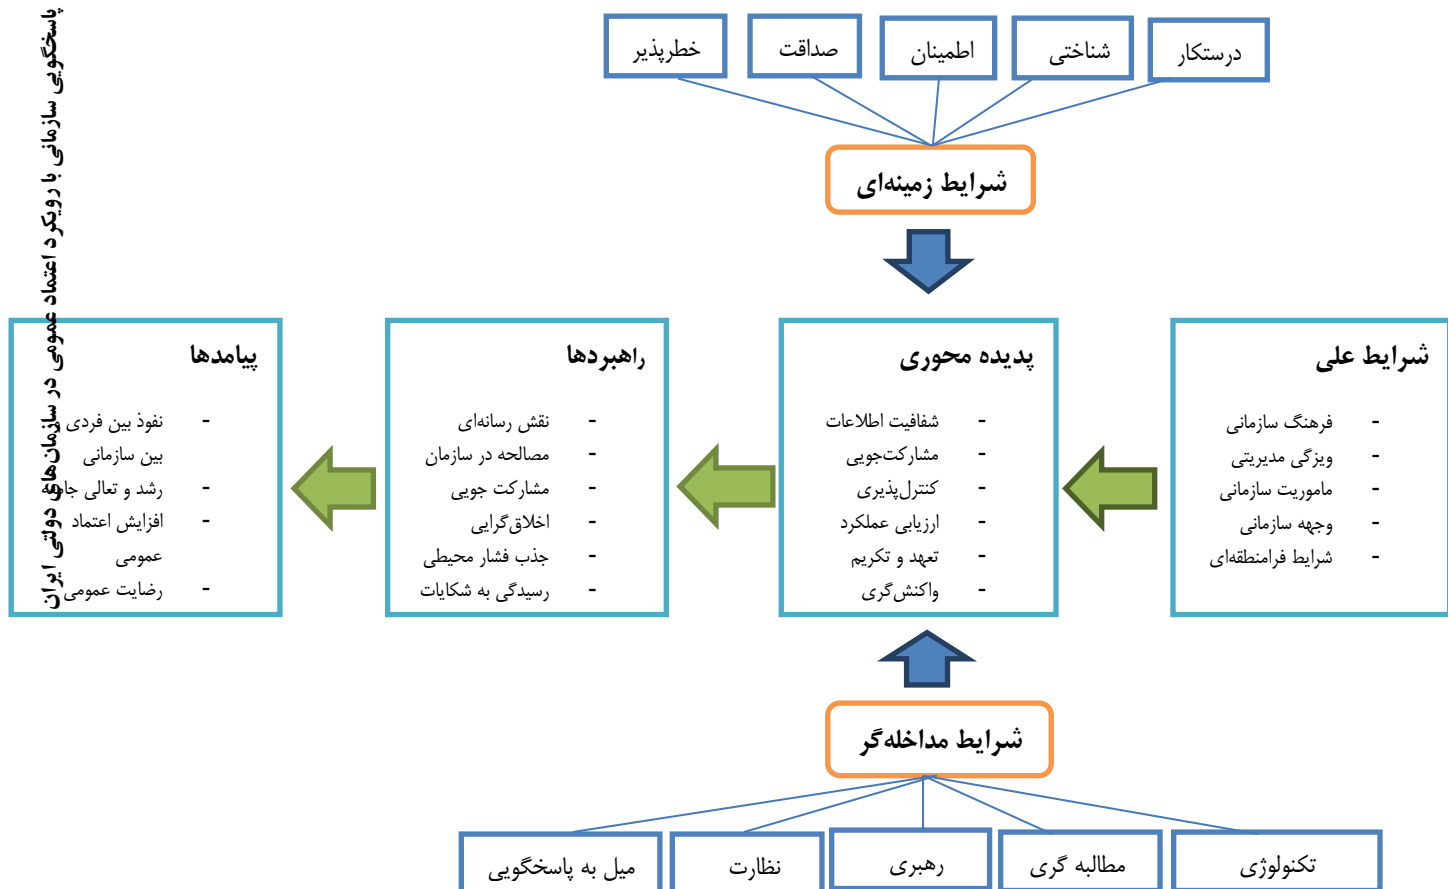 پاسخگویی سازمانی با رویکرد اعتماد عمومی در سازمان‌های دولتی ایران
درستکار
شناختی
اطمینان
صداقت
خطرپذیر
شرایط زمینه‌ای
شرایط علی
- فرهنگ سازمانی
- ویزگی مدیریتی
- ماموریت سازمانی
- وجهه سازمانی
- شرایط فرامنطقه‌ای
پدیده محوری
- شفافیت اطلاعات
- مشارکت‌جویی
- کنترل‌پذیری
- ارزیابی عملکرد
- تعهد و تکریم
- واکنش‌گری
راهبردها
- نقش رسانه‌ای
- مصالحه در سازمان
- مشارکت جویی
- اخلاق‌گرایی
- جذب فشار محیطی
- رسیدگی به شکایات
پیامدها
- نفوذ بین فردی و
بین سازمانی
- رشد و تعالی جامعه
- افزایش اعتماد
عمومی
- رضایت عمومی
شرایط مداخله‌گر
تکنولوژی
مطالبه گری
رهبری
نظارت
میل به پاسخگویی